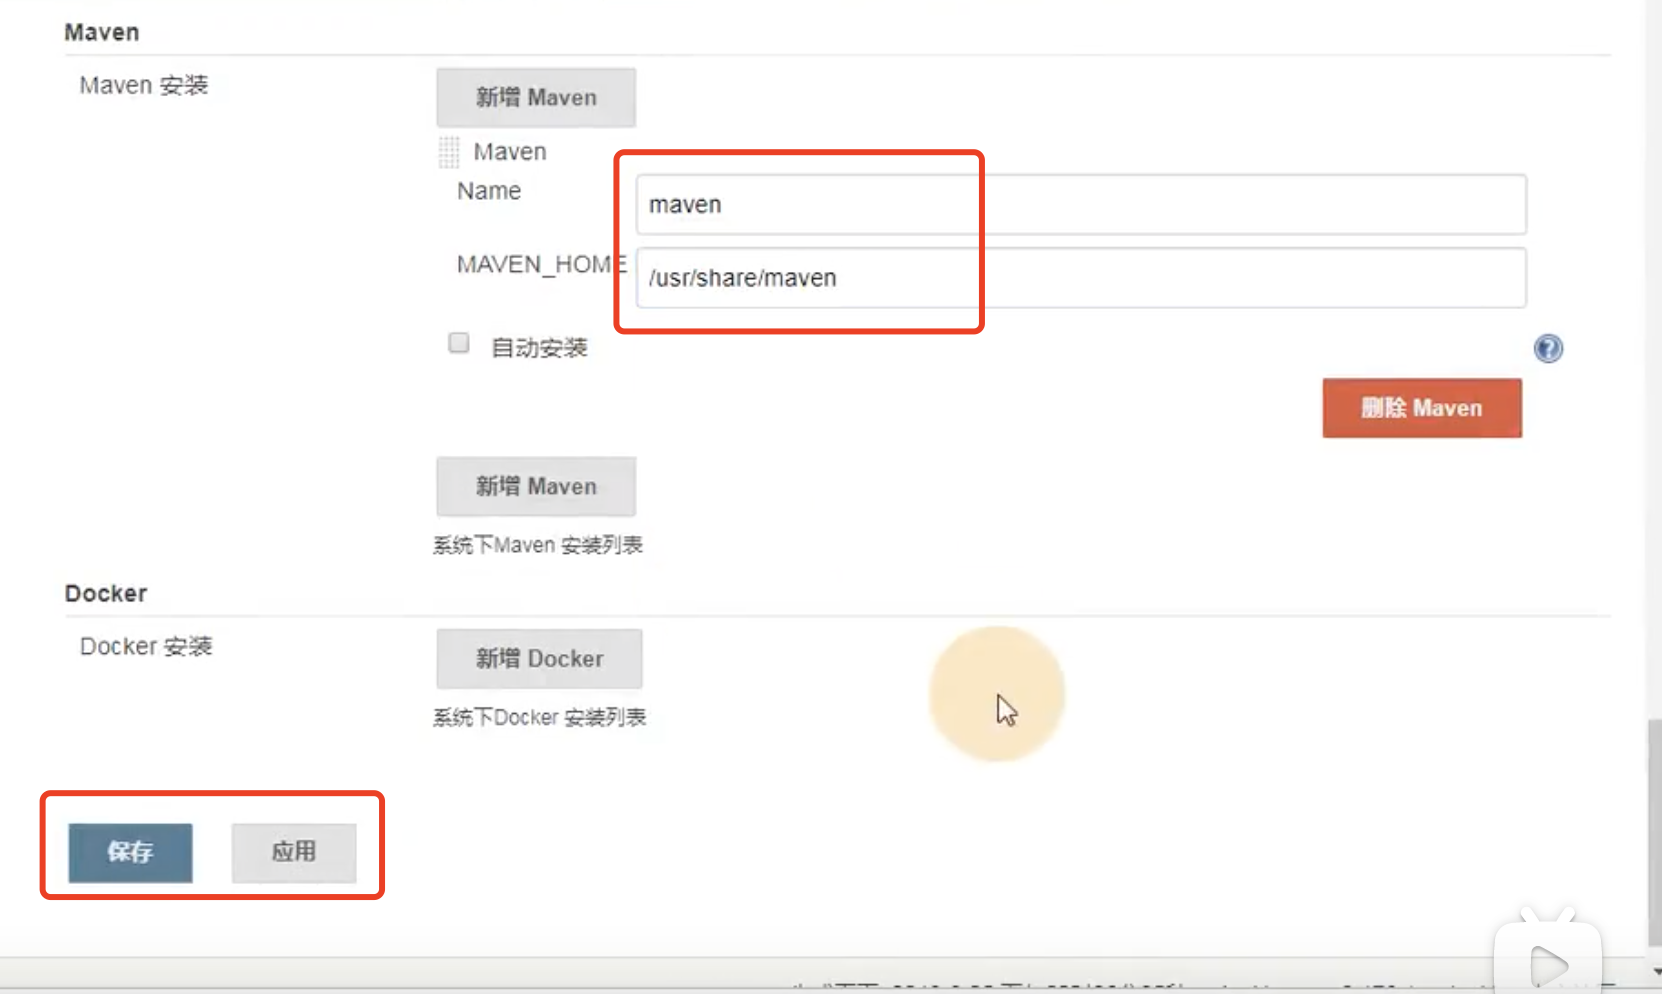 Maven
Maven 安装
新增 Maven
Maven
Name
maven
MAVEN_HOME
/usr/share/maven
自动安装
删除 Maven
新增 Maven
系统下Maven 安装列表
Docker
Docker 安装
新增 Docker
系统下Docker 安装列表
保存
应用